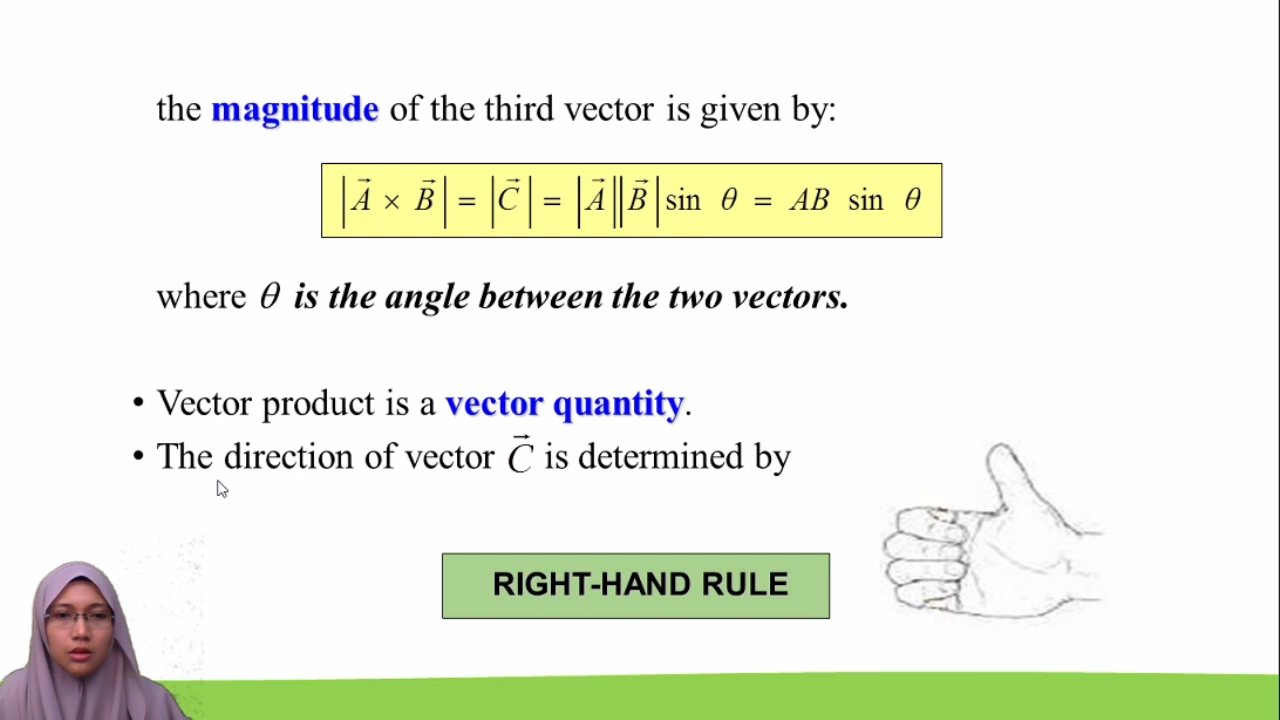 the magnitude of the third vector is given by:
|A⃗ × B⃗| = |C⃗| = |A⃗||B⃗| sin θ = AB sin θ
where θ is the angle between the two vectors.
• Vector product is a vector quantity.
• The direction of vector C⃗ is determined by
RIGHT-HAND RULE